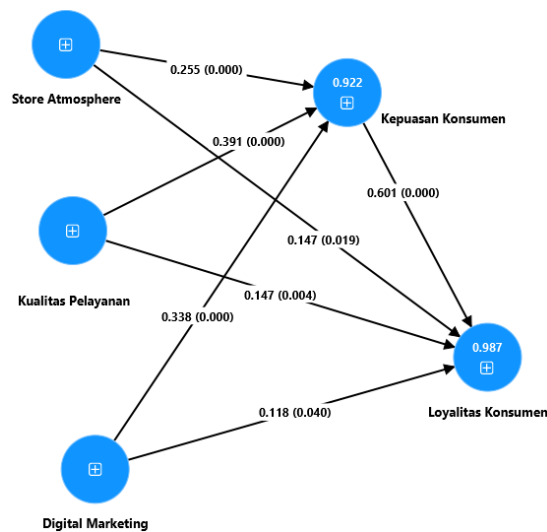 0.255 (0.000)
0.922
Store Atmosphere
Kepuasan Konsumen
0.391 (0.000)
0.601 (0.000)
0.147 (0.019)
Kualitas Pelayanan
0.147 (0.004)
0.338 (0.000)
0.987
Loyalitas Konsumen
0.118 (0.040)
Digital Marketing